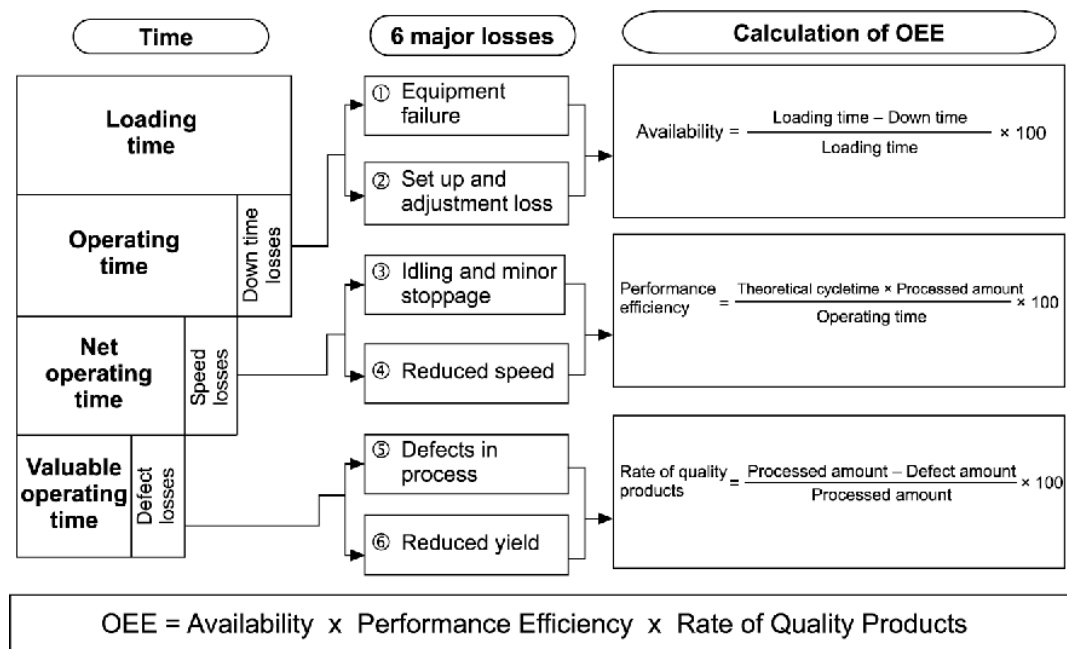 Time
6 major losses
Calculation of OEE
Loading
time
Operating
time
Down time
losses
Net
operating
time
Speed
losses
Valuable
operating
time
Defect
losses
① Equipment
failure
② Set up and
adjustment loss
③ Idling and minor
stoppage
④ Reduced speed
⑤ Defects in
process
⑥ Reduced yield
Availability = Loading time – Down time / Loading time × 100
Performance
efficiency = Theoretical cycletime × Processed amount / Operating time × 100
Rate of quality
products = Processed amount – Defect amount / Processed amount × 100
OEE = Availability x Performance Efficiency x Rate of Quality Products